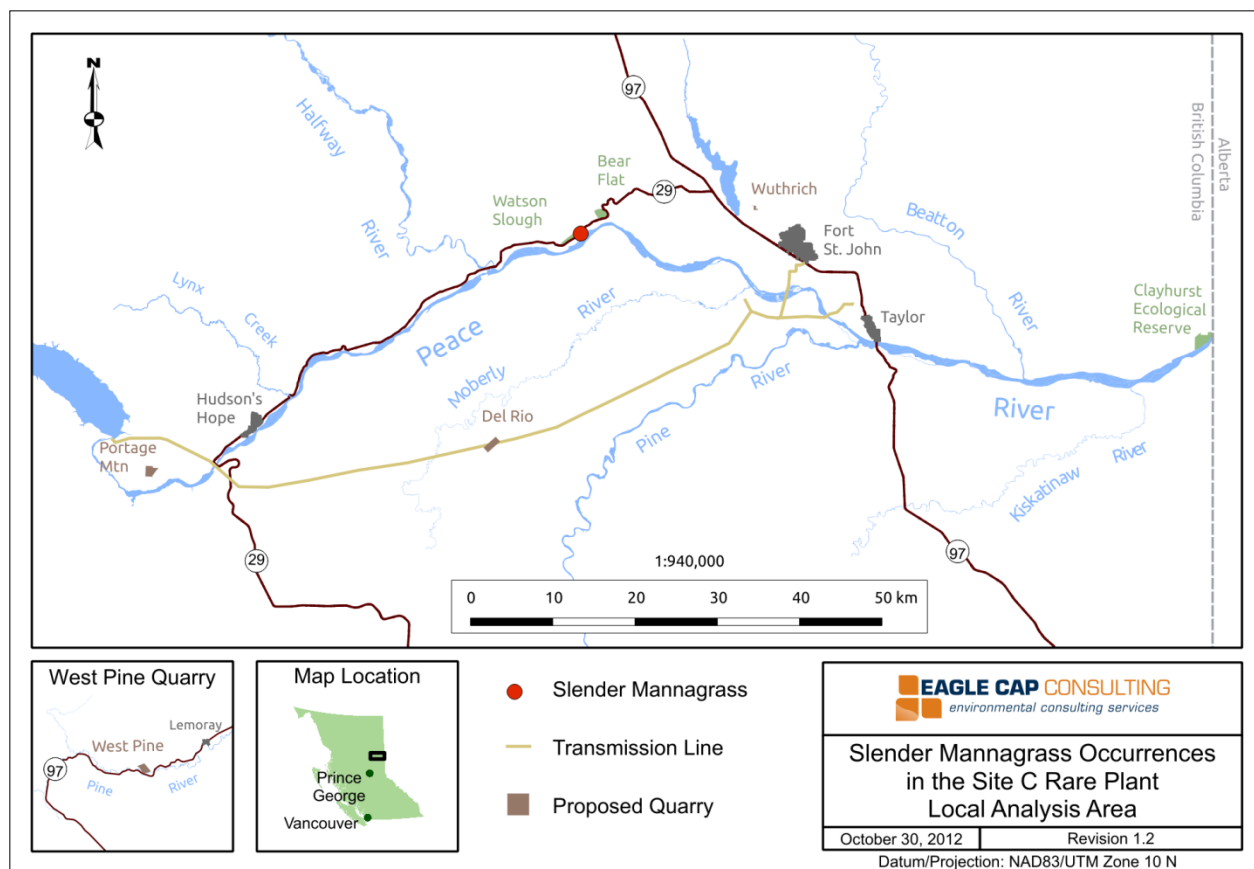 N
Halfway
River
97
Bear
Flat
29
Wuthrich
Watson
Slough
Fort
St. John
Beatton
River
British Columbia
Alberta
Lynx
Creek
Peace
River
Moberly
River
Taylor
Clayhurst
Ecological
Reserve
Hudson's
Hope
Portage
Mtn
Del Rio
Pine
River
River
Kiskatinaw
River
29
97
1:940,000
0 10 20 30 40 50 km
West Pine Quarry
Lemoray
West Pine
97
Pine
River
Map Location
Prince
George
Vancouver
Slender Mannagrass
Transmission Line
Proposed Quarry
EAGLE CAP CONSULTING
environmental consulting services
Slender Mannagrass Occurrences
in the Site C Rare Plant
Local Analysis Area
October 30, 2012
Revision 1.2
Datum/Projection: NAD83/UTM Zone 10 N